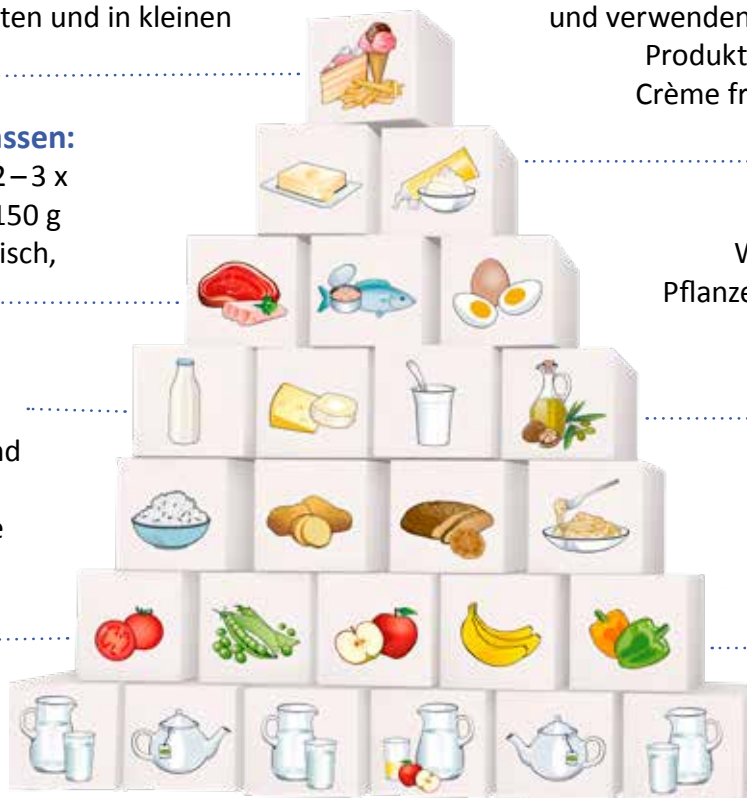 ten und in kleinen
ssen:
2–3 x
150 g
isch,
nd
e
und verwenden
Produkt
Crème fr
Pflanze